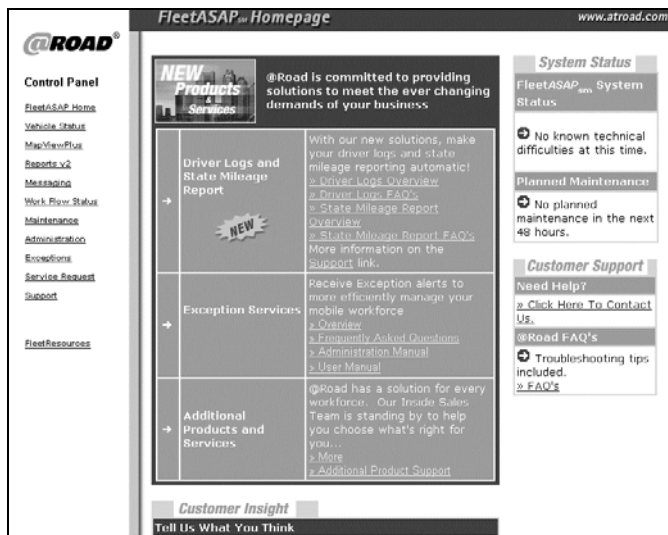 FleetASAP SM Homepage
www.atroad.com
@ROAD®
Control Panel
FleetASAP Home
Vehicle Status
MapViewPlus
Reports v2
Messaging
Work Flow Status
Maintenance
Administration
Exceptions
Service Request
Support
FleetResources
NEW
Products
&
Services
@Road is committed to providing
solutions to meet the ever changing
demands of your business
Driver Logs and
State Mileage
Report
NEW
With our new solutions, make
your driver logs and state
mileage reporting automatic!
» Driver Logs Overview
» Driver Logs FAQ's
» State Mileage Report
Overview
» State Mileage Report FAQ's
More information on the
Support link.
Exception Services
Receive Exception alerts to
more efficiently manage your
mobile workforce
» Overview
» Frequently Asked Questions
» Administration Manual
» User Manual
Additional
Products and
Services
@Road has a solution for every
workforce. Our Inside Sales
Team is standing by to help
you choose what's right for
you...
» More
» Additional Product Support
Customer Insight
Tell Us What You Think
System Status
FleetASAP sm System
Status
No known technical
difficulties at this time.
Planned Maintenance
No planned
maintenance in the next
48 hours.
Customer Support
Need Help?
» Click Here To Contact
Us.
@Road FAQ's
Troubleshooting tips
included.
» FAQ's